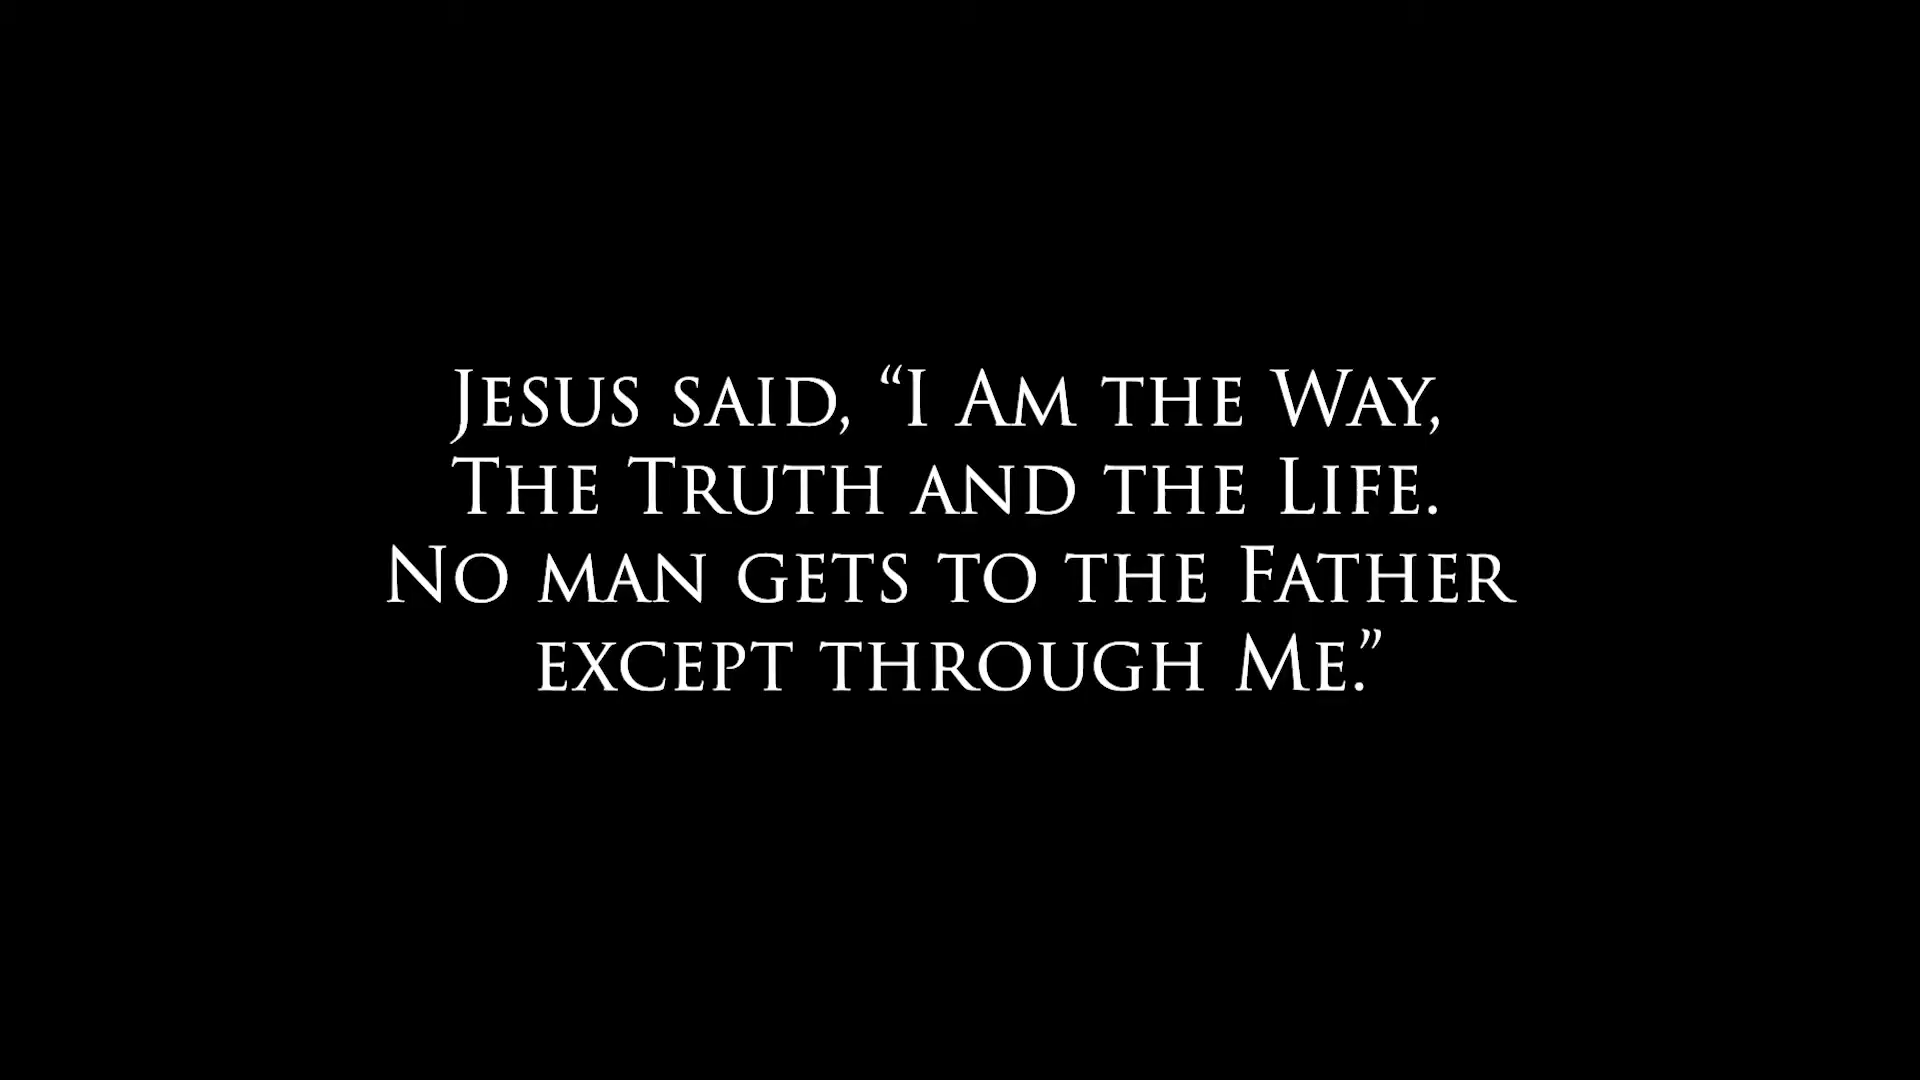 Jesus said, “I Am the Way,
The Truth and the Life.
No man gets to the Father
except through Me.”